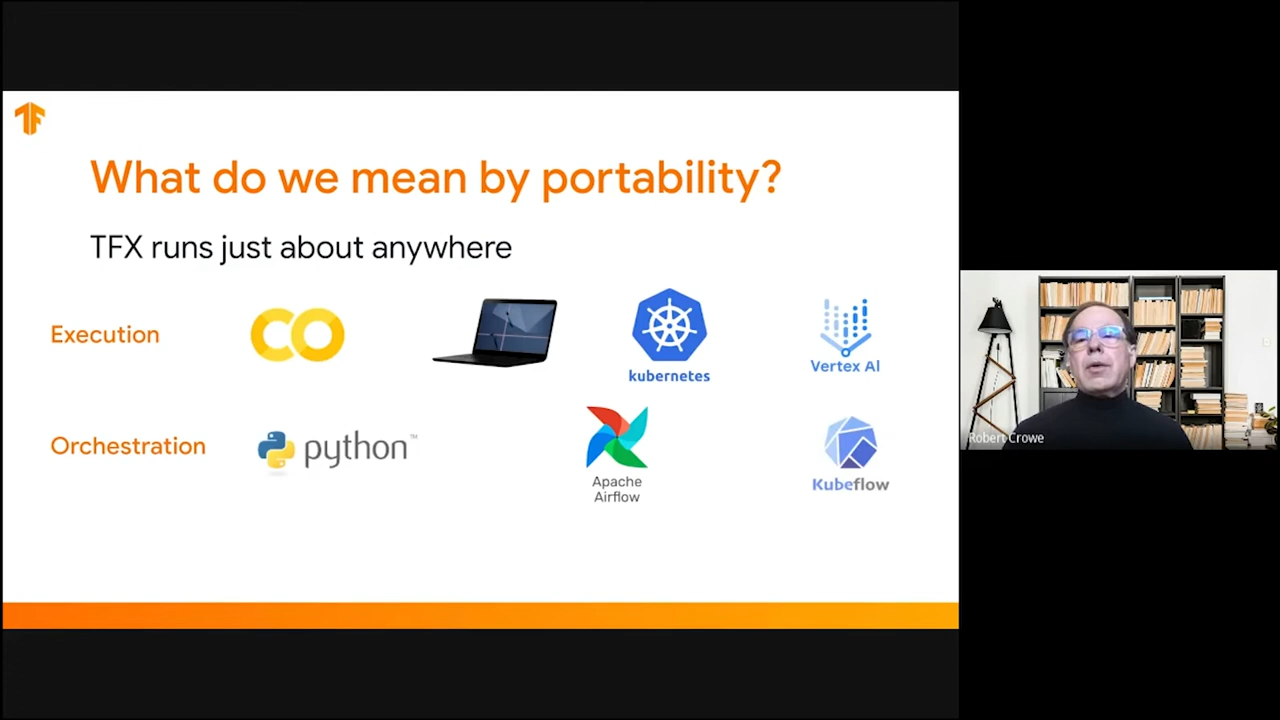 What do we mean by portability?
TFX runs just about anywhere
Execution
kubernetes
Vertex AI
Orchestration
python™
Apache
Airflow
Kubeflow
Robert Crowe